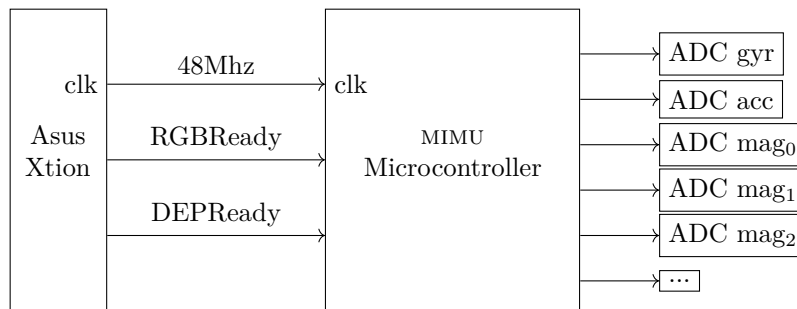 clk
Asus
Xtion
48Mhz
RGBReady
DEPReady
clk
MIMU
Microcontroller
ADC gyr
ADC acc
ADC mag₀
ADC mag₁
ADC mag₂
...